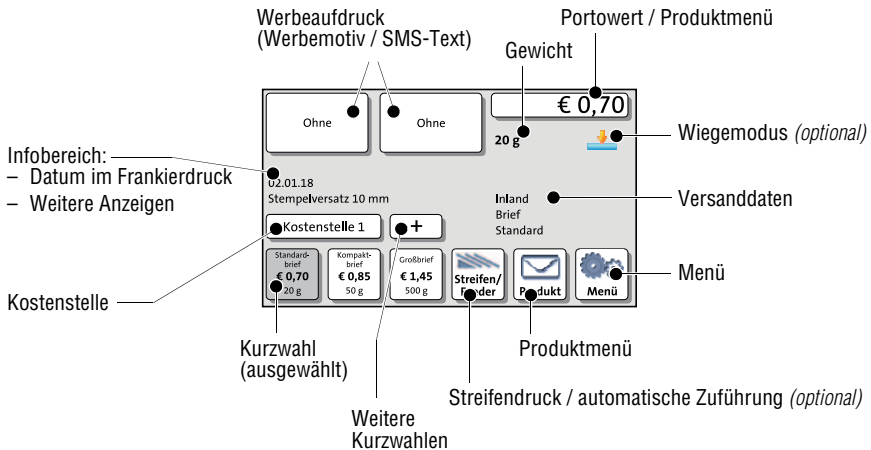 Werbeaufdruck
(Werbemotiv / SMS-Text)
Portowert / Produktmenü
Gewicht
€ 0,70
Ohne
Ohne
20 g
Wiegemodus (optional)
Infobereich:
– Datum im Frankierdruck
– Weitere Anzeigen
02.01.18
Stempelversatz 10 mm
Inland
Brief
Standard
Versanddaten
Kostenstelle 1
+
Standard-
brief
€ 0,70
20 g
Kompakt-
brief
€ 0,85
50 g
Großbrief
€ 1,45
500 g
Streifen/
Feeder
Produkt
Menü
Menü
Kostenstelle
Kurzwahl
(ausgewählt)
Produktmenü
Streifendruck / automatische Zuführung (optional)
Weitere
Kurzwahlen